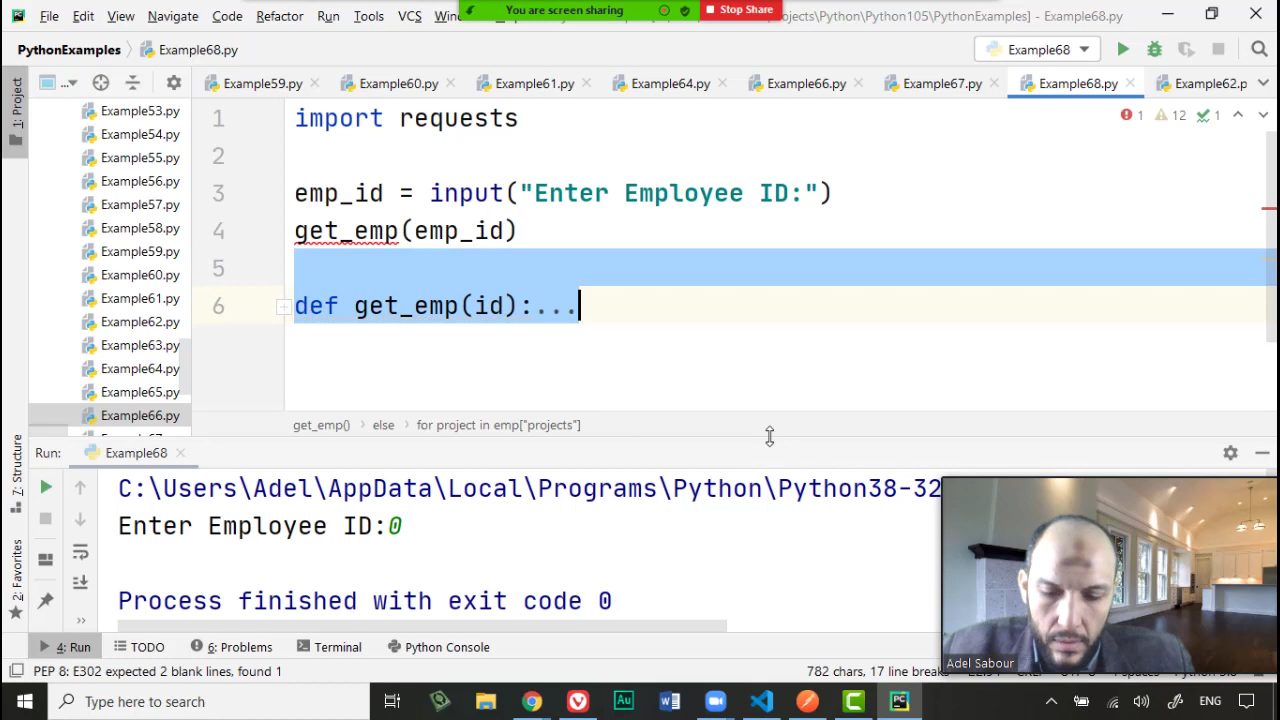 File Edit View Navigate Code Refactor Run Tools VCS Wind
You are screen sharing
Stop Share
Projects\Python\Python105\PythonExamples] - Example68.py
PythonExamples
Example68.py
Example68
Example59.py
Example60.py
Example61.py
Example64.py
Example66.py
Example67.py
Example68.py
Example62.p
1: Project
Example53.py
Example54.py
Example55.py
Example56.py
Example57.py
Example58.py
Example59.py
Example60.py
Example61.py
Example62.py
Example63.py
Example64.py
Example65.py
Example66.py
1 import requests
2
3 emp_id = input("Enter Employee ID:")
4 get_emp(emp_id)
5
6 def get_emp(id):...
1 12 1
get_emp() › else › for project in emp["projects"]
Run: Example68
C:\Users\Adel\AppData\Local\Programs\Python\Python38-32
Enter Employee ID:0
Process finished with exit code 0
7: Structure
2: Favorites
4: Run
TODO
6: Problems
Terminal
Python Console
PEP 8: E302 expected 2 blank lines, found 1
782 chars, 17 line breaks
Adel Sabour
Type here to search
ENG